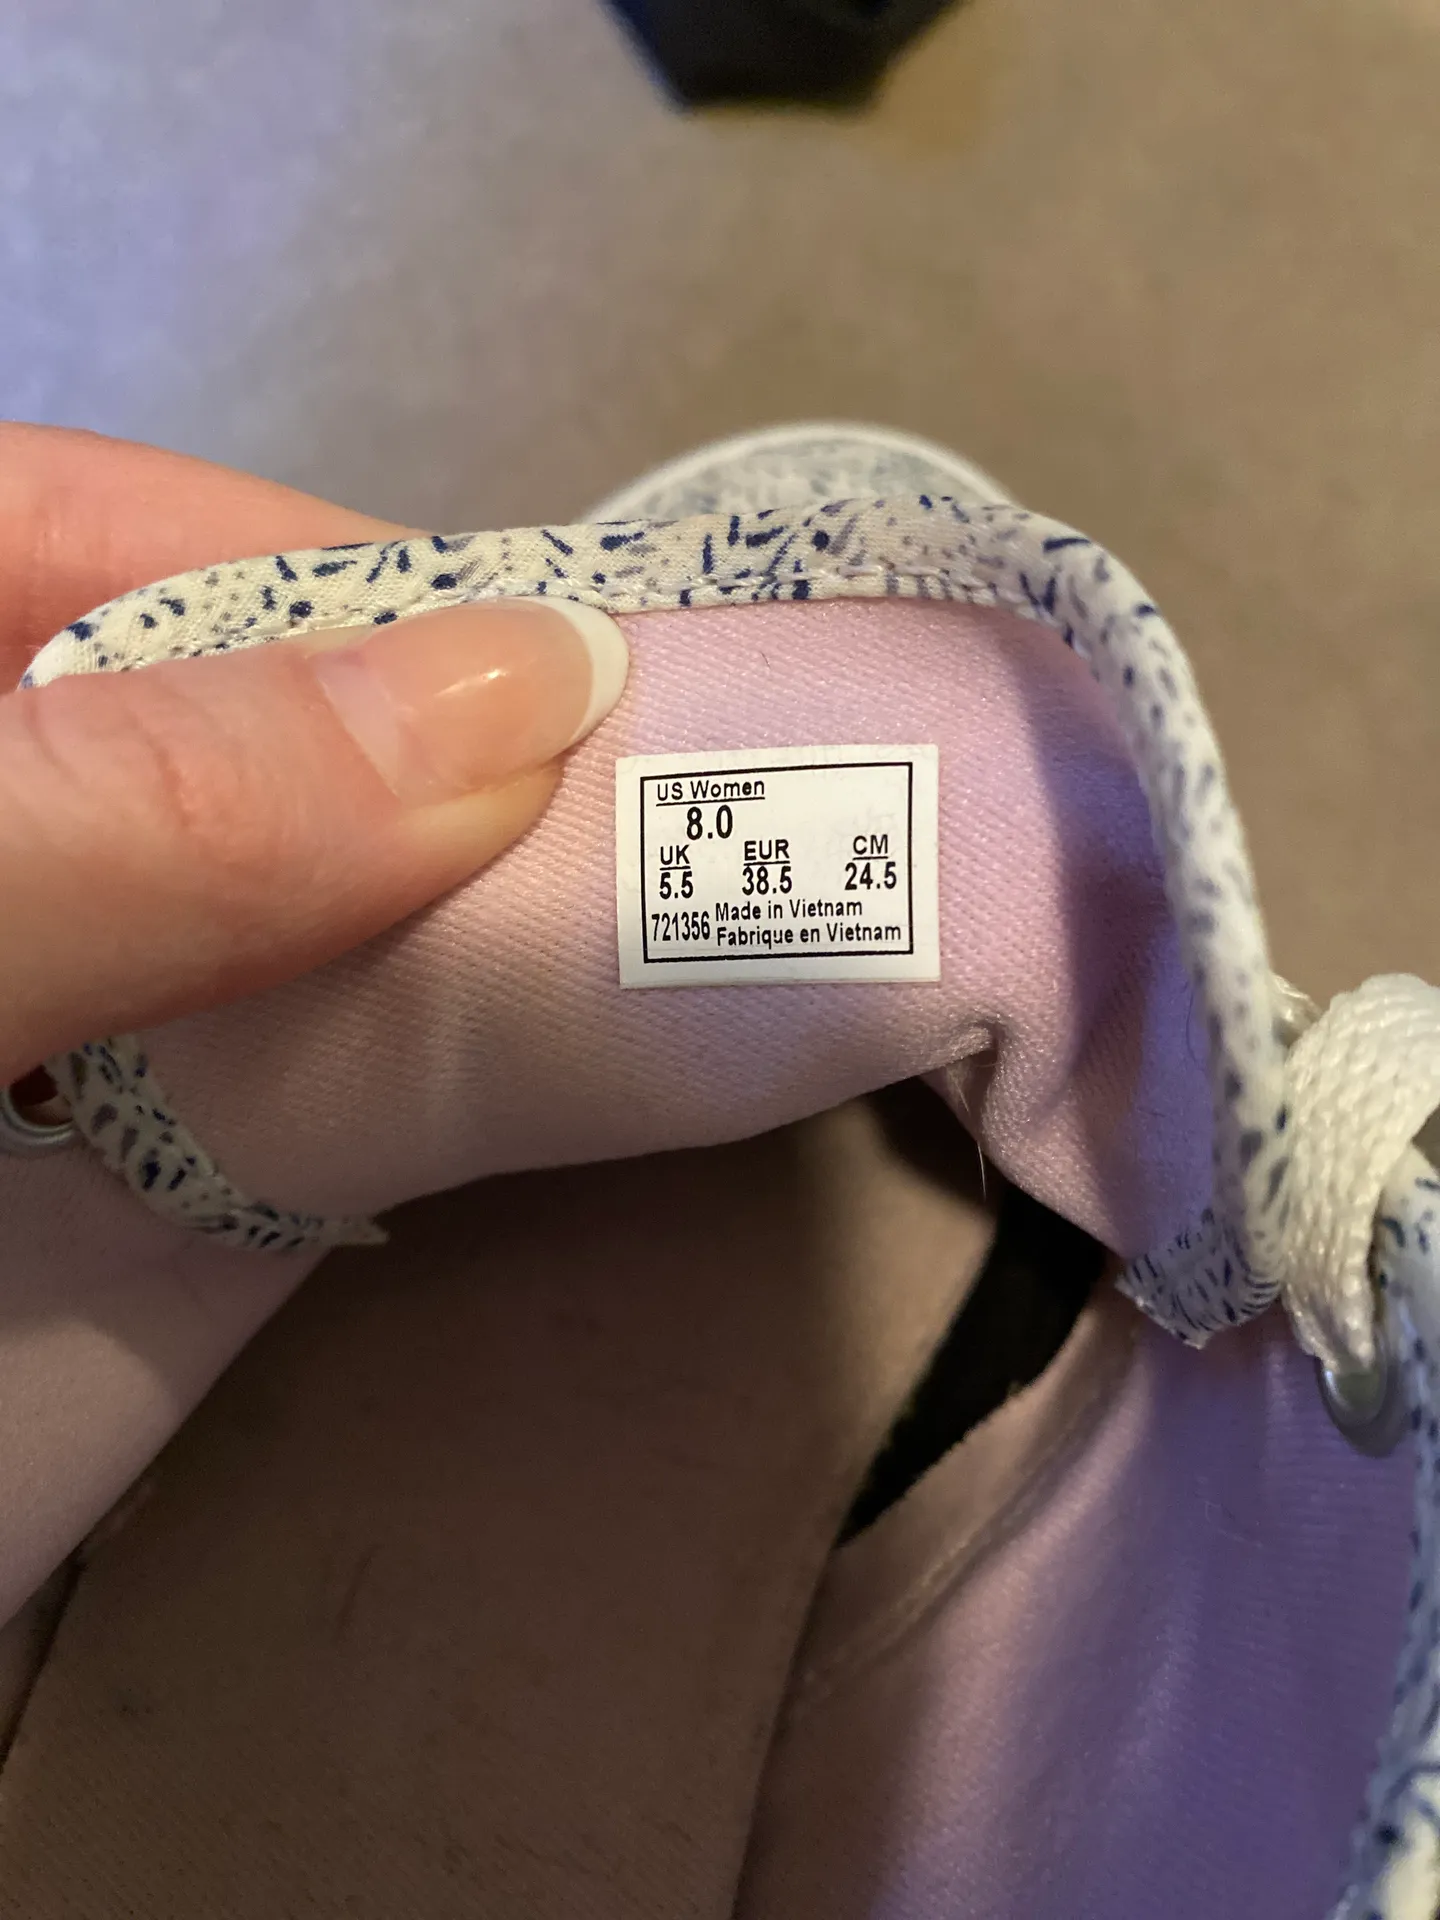 US Women
8.0
UK EUR CM
5.5 38.5 24.5
721356 Made in Vietnam
Fabrique en Vietnam